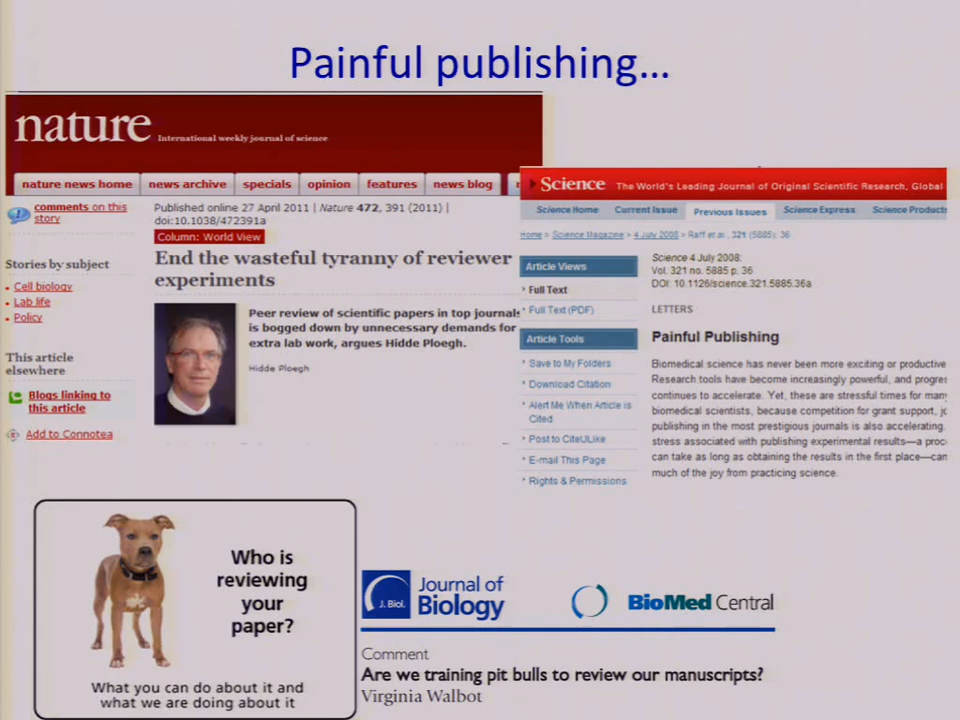 Painful publishing...
nature International weekly journal of science
nature news home news archive specials opinion features news blog
comments on this
story
Stories by subject
Cell biology
Lab life
Policy
This article
elsewhere
Blogs linking to
this article
Add to Connotea
Published online 27 April 2011 | Nature 472, 391 (2011) |
doi:10.1038/472391a
Column: World View
End the wasteful tyranny of reviewer
experiments
Peer review of scientific papers in top journals
is bogged down by unnecessary demands for
extra lab work, argues Hidde Ploegh.
Hidde Ploegh
Science The World's Leading Journal of Original Scientific Research, Global
Science Home Current Issue Previous Issues Science Express Science Products
Home > Science Magazine > 4 July 2008 > Raff et al., 321 (5885): 36
Article Views
Full Text
Full Text (PDF)
Article Tools
Save to My Folders
Download Citation
Alert Me When Article is
Cited
Post to CiteULike
E-mail This Page
Rights & Permissions
Science 4 July 2008:
Vol. 321 no. 5885 p. 36
DOI: 10.1126/science.321.5885.36a
LETTERS
Painful Publishing
Biomedical science has never been more exciting or productive
Research tools have become increasingly powerful, and progres
continues to accelerate. Yet, these are stressful times for many
biomedical scientists, because competition for grant support, jo
publishing in the most prestigious journals is also accelerating.
stress associated with publishing experimental results—a proc
can take as long as obtaining the results in the first place—can
much of the joy from practicing science.
Who is
reviewing
your
paper?
What you can do about it and
what we are doing about it
J. Biol.
Journal of
Biology
BioMed Central
Comment
Are we training pit bulls to review our manuscripts?
Virginia Walbot